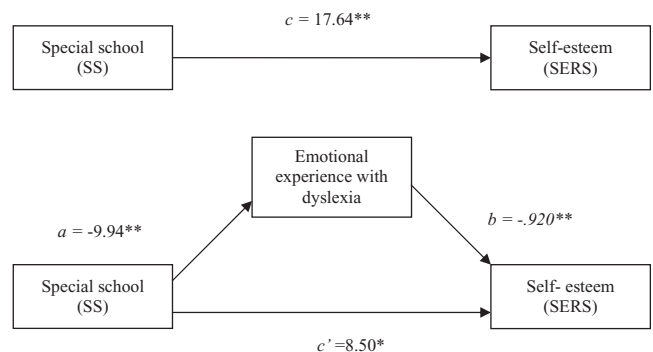 c = 17.64**
Special school
(SS)
Self-esteem
(SERS)
Emotional
experience with
dyslexia
a = -9.94**
b = -.920**
Special school
(SS)
Self- esteem
(SERS)
c' =8.50*